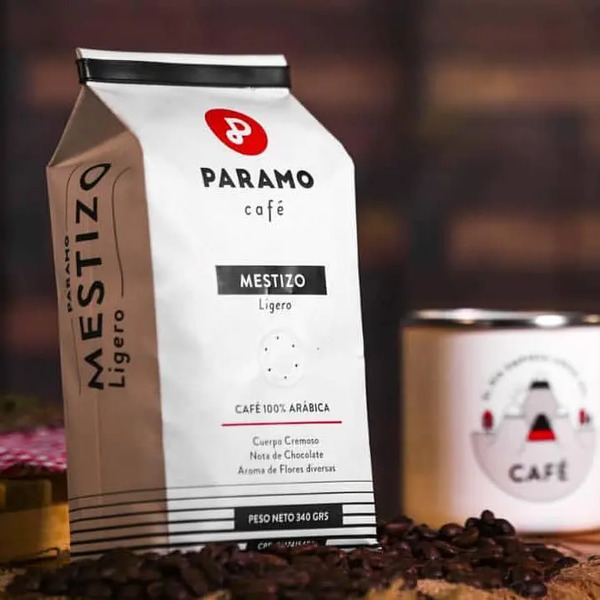 PARAMO
café
MESTIZO
Ligero
CAFÉ 100% ARÁBICA
Cuerpo Cremoso
Nota de Chocolate
Aroma de Flores diversas
PESO NETO 340 GRS
PARAMO
MESTIZO
Ligero
CAFÉ